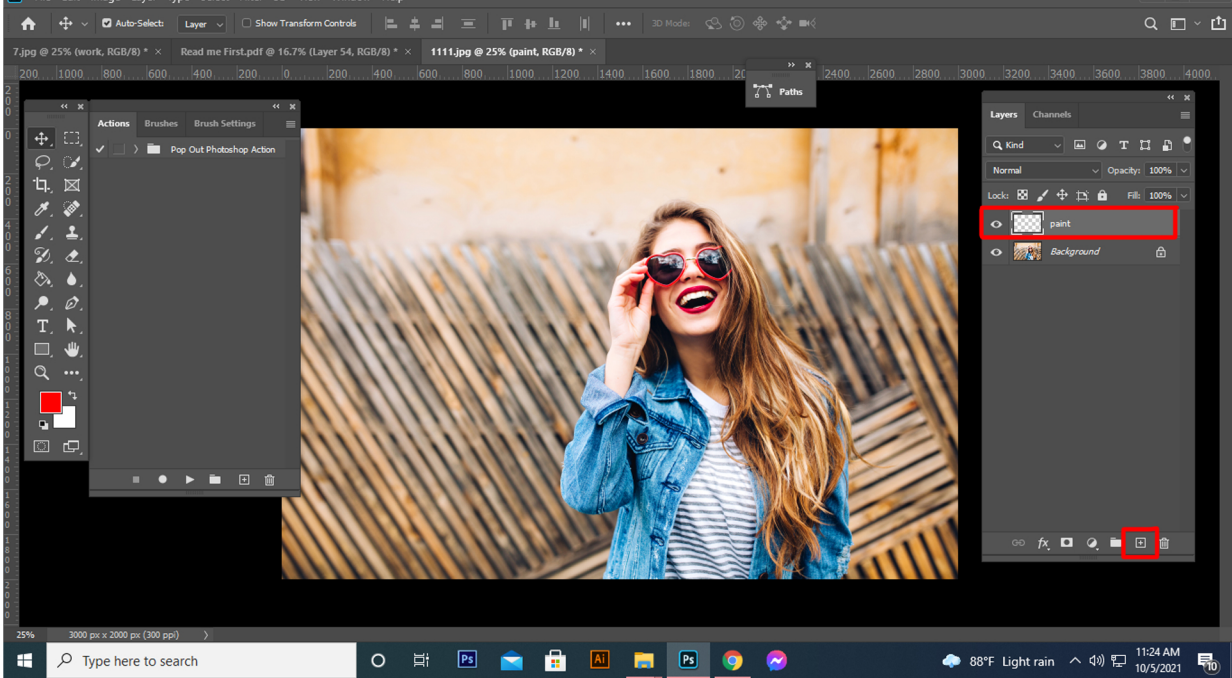 Auto-Select: Layer Show Transform Controls ••• 3D Mode:
7.jpg @ 25% (work, RGB/8) * × Read me First.pdf @ 16.7% (Layer 54, RGB/8) * × 1111.jpg @ 25% (paint, RGB/8) * ×
200 1000 800 600 400 200 0 200 400 600 800 1000 1200 1400 1600 1800 2400 2600 2800 3000 3200 3400 3600 3800 4000
Paths
Actions Brushes Brush Settings
Pop Out Photoshop Action
Layers Channels
Kind
Normal Opacity: 100%
Lock: Fill: 100%
paint
Background
fx
25% 3000 px x 2000 px (300 ppi)
Type here to search
Ps Ai Ps
88°F Light rain
11:24 AM
10/5/2021
10